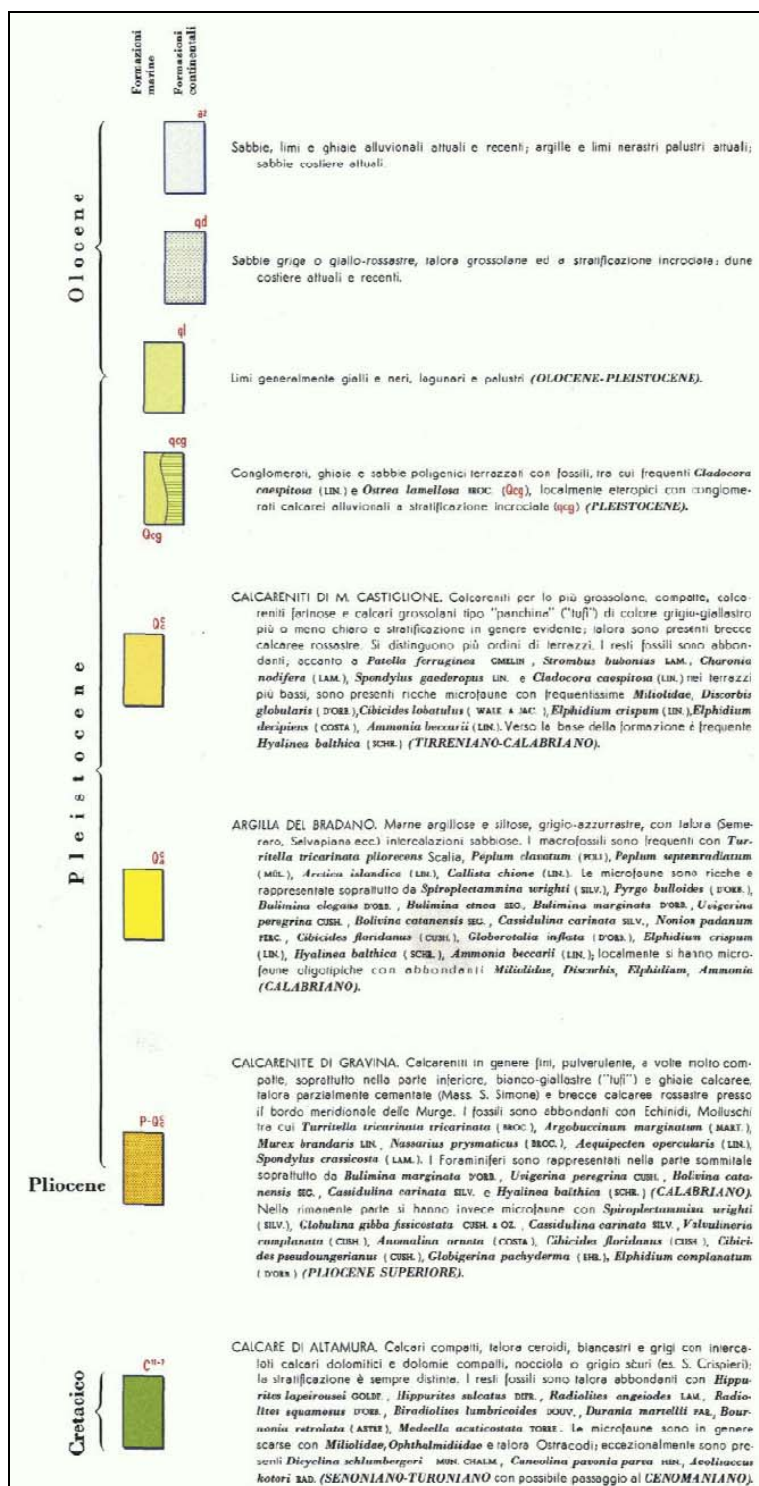 Formazioni marine
Formazioni continentali
Olocene
Pleistocene
Pliocene
Cretacico
a²
Sabbie, limi e ghiaie alluvionali attuali e recenti; argille e limi nerastri palustri attuali;
sabbie costiere attuali.
qd
Sabbie grige o giallo-rossastre, talora grossolane ed a stratificazione incrociata; dune
costiere attuali e recenti.
ql
Limi generalmente gialli e neri, lagunari e palustri (OLOCENE-PLEISTOCENE).
qcg
Qcg
Conglomerati, ghiaie e sabbie poligenici terrazzati con fossili, tra cui frequenti Cladocora
caespitosa (LIN.) e Ostrea lamellosa BROC. (Qcg), localmente eteropici con conglome-
rati calcarei alluvionali a stratificazione incrociata (qcg) (PLEISTOCENE).
CALCARENITI DI M. CASTIGLIONE. Calcareniti per lo più grossolane, compatte, calca-
reniti farinose e calcari grossolani tipo "panchina" ("tufi") di colore grigio-giallastro
più o meno chiaro e stratificazione in genere evidente; talora sono presenti brecce
calcaree rossastre. Si distinguono più ordini di terrazzi. I resti fossili sono abbon-
danti; accanto a Patella ferruginea GMELIN, Strombus bubonius LAM., Charonia
nodifera (LAM.), Spondylus gaederopus LIN. e Cladocora caespitosa (LIN.) nei terrazzi
più bassi, sono presenti ricche microfaune con frequentissime Miliolidae, Discorbis
globularis (D'ORB.), Cibicides lobatulus (WALK. & JAC.), Elphidium crispum (LIN.), Elphidium
decipiens (COSTA), Ammonia beccarii (LIN.). Verso la base della formazione è frequente
Hyalinea balthica (SCHR.) (TIRRENIANO-CALABRIANO).
ARGILLA DEL BRADANO. Marne argillose e siltose, grigio-azzurrastre, con talora (Seme-
raro, Selvapiana ecc.) intercalazioni sabbiose. I macrofossili sono frequenti con Tur-
ritella tricarinata pliorecens Scalia, Peplum clavatum (POLI), Peplum septemradiatum
(MÜL.), Arctica islandica (LIN.), Callista chione (LIN.). Le microfaune sono ricche e
rappresentate soprattutto da Spiroplectammina wrighti (SILV.), Pyrgo bulloides (D'ORB.),
Bulimina elegans D'ORB., Bulimina etnea SEG., Bulimina marginata D'ORB., Uvigerina
peregrina CUSH., Bolivina catanensis SEG., Cassidulina carinata SILV., Nonion padanum
PERC., Cibicides floridanus (CUSH.), Globorotalia inflata (D'ORB.), Elphidium crispum
(LIN.), Hyalinea balthica (SCHR.), Ammonia beccarii (LIN.); localmente si hanno micro-
faune oligotipiche con abbondanti Miliolidae, Discorbis, Elphidium, Ammonia
(CALABRIANO).
CALCARENITE DI GRAVINA. Calcareniti in genere fini, pulverulente, a volte molto com-
patte, soprattutto nella parte inferiore, bianco-giallastre ("tufi") e ghiaie calcaree,
talora parzialmente cementate (Mass. S. Simone) e brecce calcaree rossastre presso
il bordo meridionale delle Murge. I fossili sono abbondanti con Echinidi, Molluschi
tra cui Turritella tricarinata tricarinata (BROC.), Argobuccinum marginatum (MART.),
Murex brandaris LIN., Nassarius prysmaticus (BROC.), Aequipecten opercularis (LIN.),
Spondylus crassicosta (LAM.). I Foraminiferi sono rappresentati nella parte sommitale
soprattutto da Bulimina marginata D'ORB., Uvigerina peregrina CUSH., Bolivina cata-
nensis SEG., Cassidulina carinata SILV. e Hyalinea balthica (SCHR.) (CALABRIANO).
Nella rimanente parte si hanno invece microfaune con Spiroplectammina wrighti
(SILV.), Globulina gibba fissicostata CUSH. & OZ., Cassidulina carinata SILV., Valvulineria
complanata (CUSH.), Anomalina ornata (COSTA), Cibicides floridanus (CUSH.), Cibici-
des pseudoungerianus (CUSH.), Globigerina pachyderma (EHR.), Elphidium complanatum
(D'ORB.) (PLIOCENE SUPERIORE).
CALCARE DI ALTAMURA. Calcari compatti, talora ceroidi, biancastri e grigi con interca-
lati calcari dolomitici e dolomie compatti, nocciola o grigio scuri (es. S. Crispieri);
la stratificazione è sempre distinta. I resti fossili sono talora abbondanti con Hippu-
rites lapeirousei GOLDF., Hippurites sulcatus DEFR., Radiolites angeiodes LAM., Radio-
lites squamosus D'ORB., Biradiolites lumbricoides DOUV., Durania martellii PAR., Bour-
nonia retrolata (ASTRE), Medeella acuticostata TORRE. Le microfaune sono in genere
scarse con Miliolidae, Ophthalmidiidae e talora Ostracodi; eccezionalmente sono pre-
senti Dicyclina schlumbergeri MUN. CHALM., Cuneolina pavonia parva HEN., Aeolisaccus
kotori RAD. (SENONIANO-TURONIANO con possibile passaggio al CENOMANIANO).